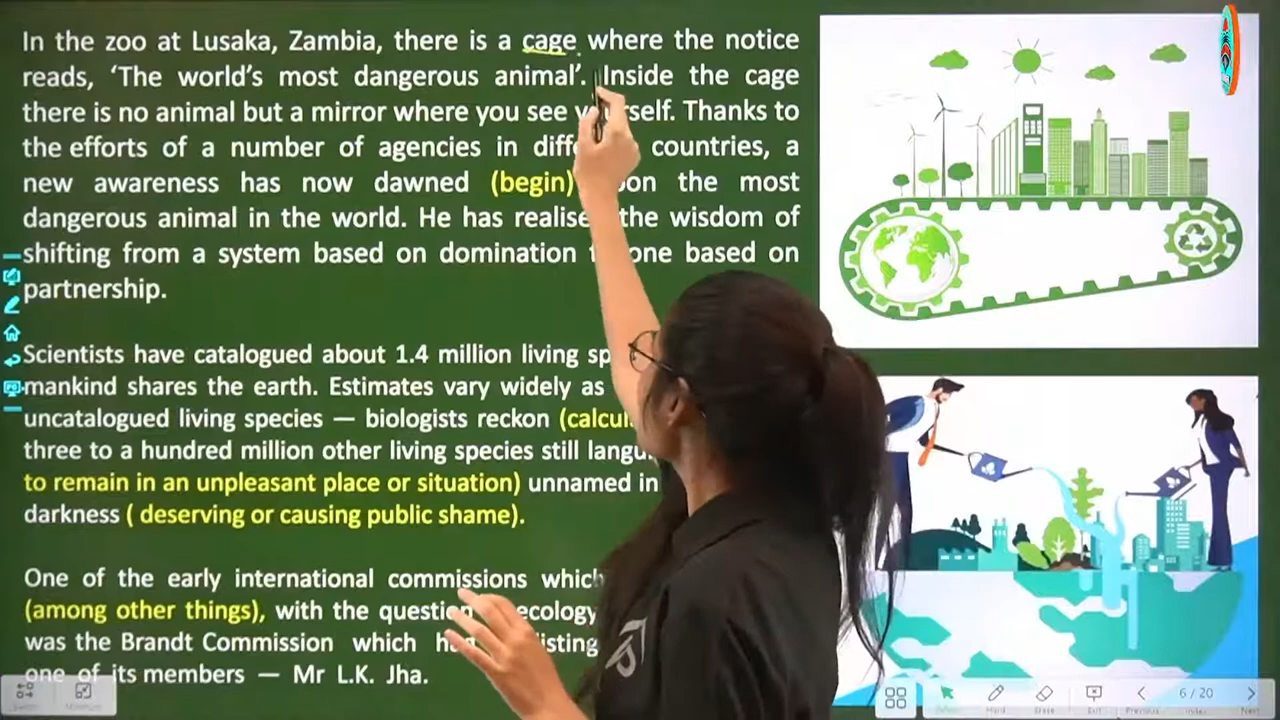 In the zoo at Lusaka, Zambia, there is a cage where the notice
reads, ‘The world’s most dangerous animal’. Inside the cage
there is no animal but a mirror where you see yourself. Thanks to
the efforts of a number of agencies in countries, a
new awareness has now dawned (begin) the most
dangerous animal in the world. He has the wisdom of
shifting from a system based on domination one based on
partnership.
Scientists have catalogued about 1.4 million living
mankind shares the earth. Estimates vary widely as
uncatalogued living species — biologists reckon
three to a hundred million other living species still
to remain in an unpleasant place or situation) unnamed in
darkness ( deserving or causing public shame).
One of the early international commissions
(among other things), with the question ecology
was the Brandt Commission which
one of its members — Mr L.K. Jha.
6 / 20